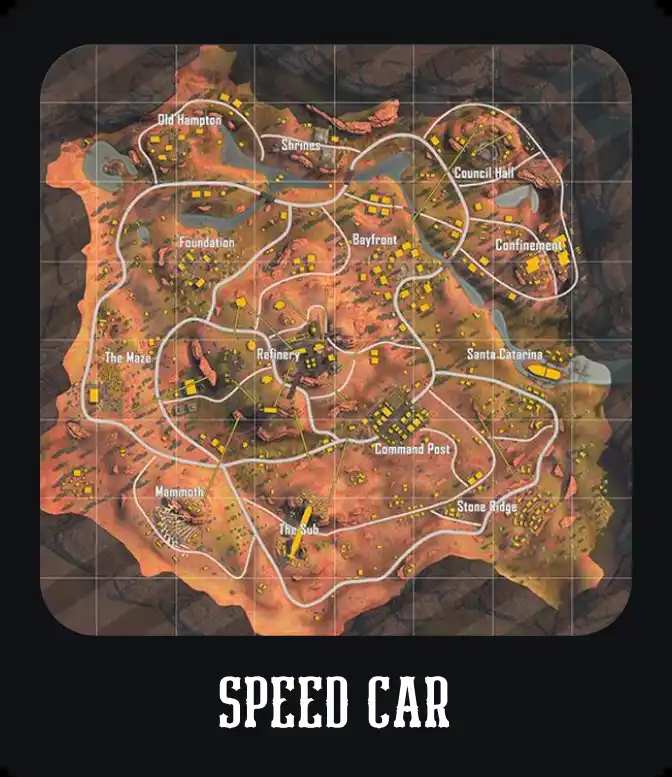 Old Hampton
Shrines
Council Hall
Foundation
Bayfront
Confinement
The Maze
Refinery
Santa Catarina
Command Post
Mammoth
Stone Ridge
The Sub
SPEED CAR